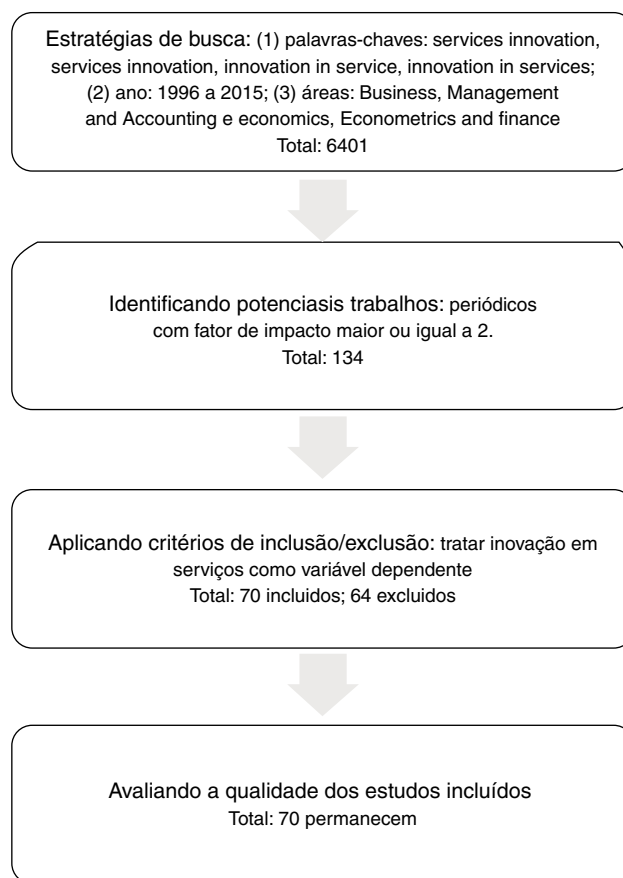 Estratégias de busca: (1) palavras-chaves: services innovation,
services innovation, innovation in service, innovation in services;
(2) ano: 1996 a 2015; (3) áreas: Business, Management
and Accounting e economics, Econometrics and finance
Total: 6401
Identificando potenciasis trabalhos: periódicos
com fator de impacto maior ou igual a 2.
Total: 134
Aplicando critérios de inclusão/exclusão: tratar inovação em
serviços como variável dependente
Total: 70 incluidos; 64 excluidos
Avaliando a qualidade dos estudos incluídos
Total: 70 permanecem